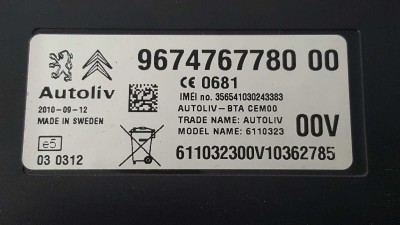 9674767780 00
CE 0681
Autoliv
IMEI no. 356541030243383
2010-09-12
AUTOLIV-BTA CEM00
MADE IN SWEDEN
TRADE NAME: AUTOLIV
MODEL NAME: 6110323
00V
e5
03 0312
611032300V10362785